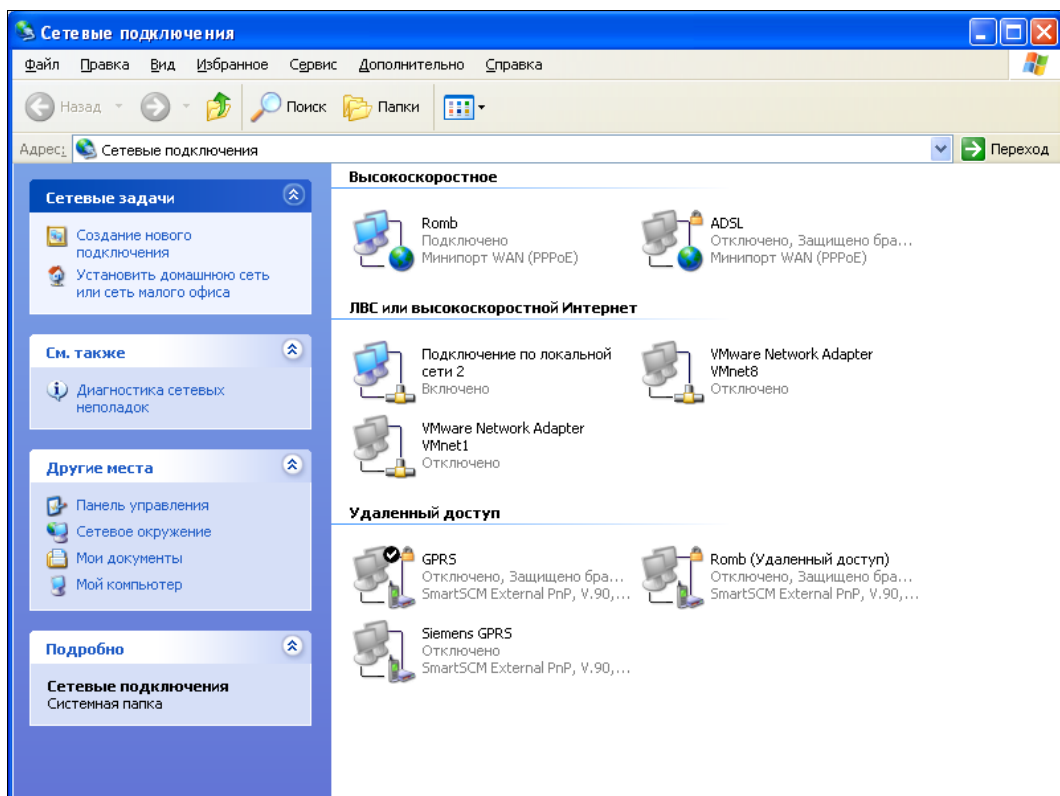 Сетевые подключения
Файл Правка Вид Избранное Сервис Дополнительно Справка
Назад Поиск Папки
Адрес: Сетевые подключения Переход
Сетевые задачи
Создание нового
подключения
Установить домашнюю сеть
или сеть малого офиса
См. также
Диагностика сетевых
неполадок
Другие места
Панель управления
Сетевое окружение
Мои документы
Мой компьютер
Подробно
Сетевые подключения
Системная папка
Высокоскоростное
Romb
Подключено
Минипорт WAN (PPPoE)
ADSL
Отключено, Защищено бра...
Минипорт WAN (PPPoE)
ЛВС или высокоскоростной Интернет
Подключение по локальной
сети 2
Включено
VMware Network Adapter
VMnet8
Отключено
VMware Network Adapter
VMnet1
Отключено
Удаленный доступ
GPRS
Отключено, Защищено бра...
SmartSCM External PnP, V.90,...
Romb (Удаленный доступ)
Отключено, Защищено бра...
SmartSCM External PnP, V.90,...
Siemens GPRS
Отключено
SmartSCM External PnP, V.90,...